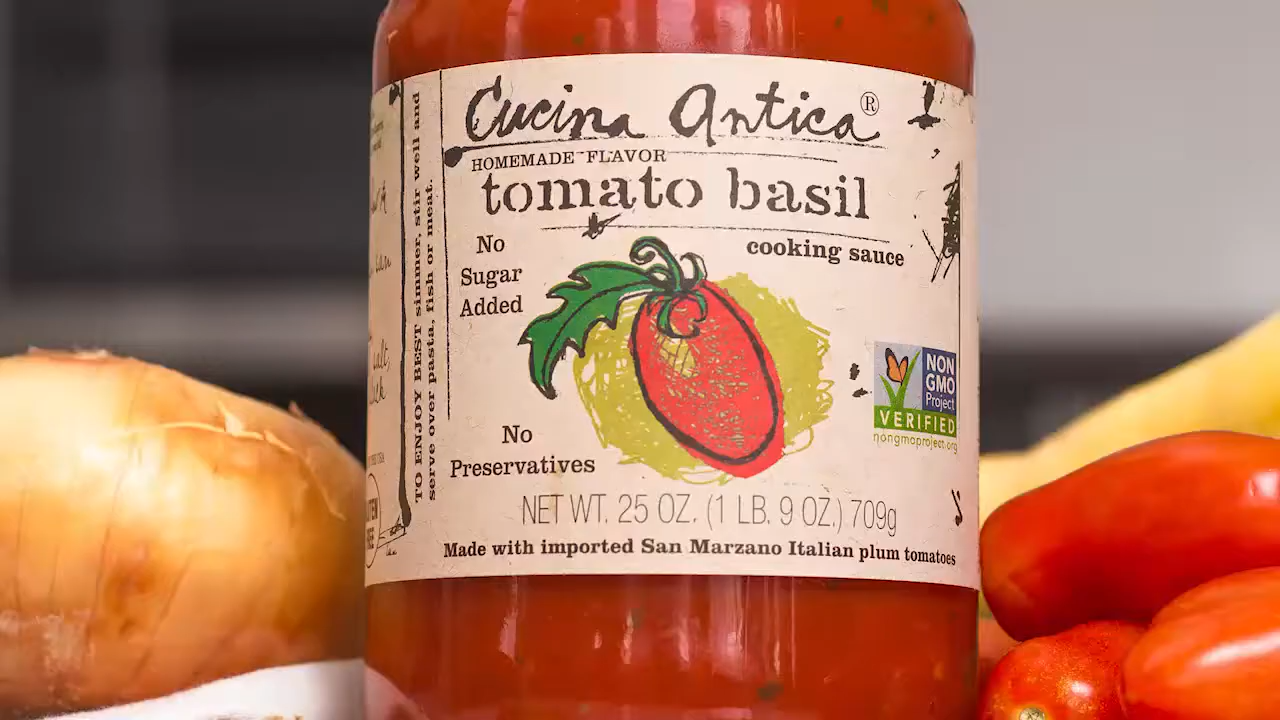 Cucina Antica®
HOMEMADE FLAVOR
tomato basil
cooking sauce
No
Sugar
Added
No
Preservatives
NON
GMO
Project
VERIFIED
nongmoproject.org
NET WT. 25 OZ. (1 LB. 9 OZ.) 709g
Made with imported San Marzano Italian plum tomatoes
TO ENJOY BEST simmer, stir well and
serve over pasta, fish or meat.